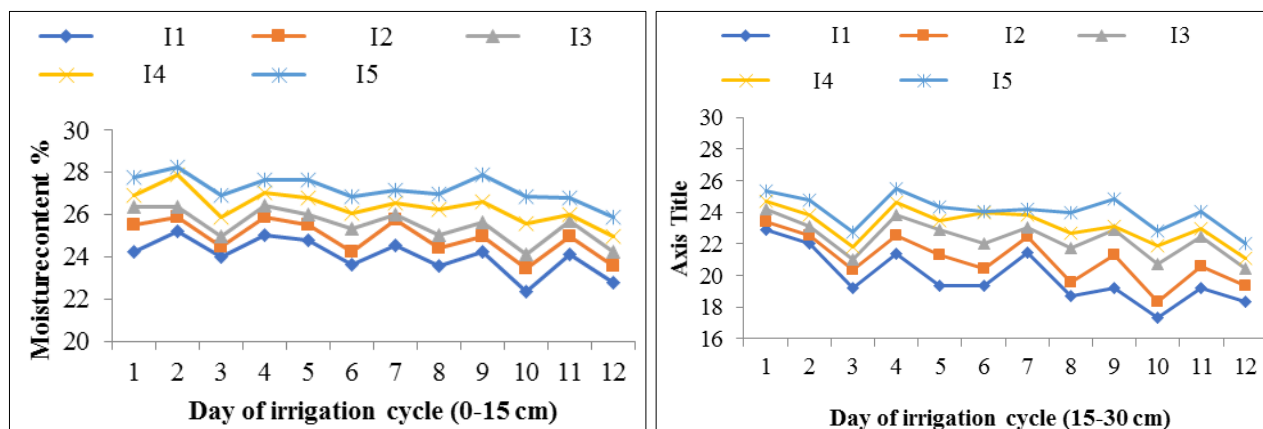 I1 I2 I3
I4 I5
Moisturecontent %
30
28
26
24
22
20
1 2 3 4 5 6 7 8 9 10 11 12
Day of irrigation cycle (0-15 cm)
I1 I2 I3
I4 I5
Axis Title
30
28
26
24
22
20
18
16
1 2 3 4 5 6 7 8 9 10 11 12
Day of irrigation cycle (15-30 cm)